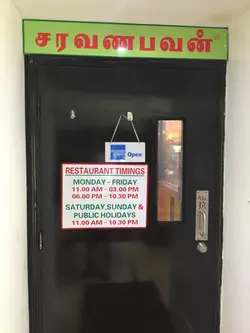 சரவணபவன்
Open
RESTAURANT TIMINGS
MONDAY - FRIDAY
11.00 AM - 03.00 PM
06.00 PM - 10.30 PM
SATURDAY,SUNDAY &
PUBLIC HOLIDAYS
11.00 AM - 10.30 PM
PULL